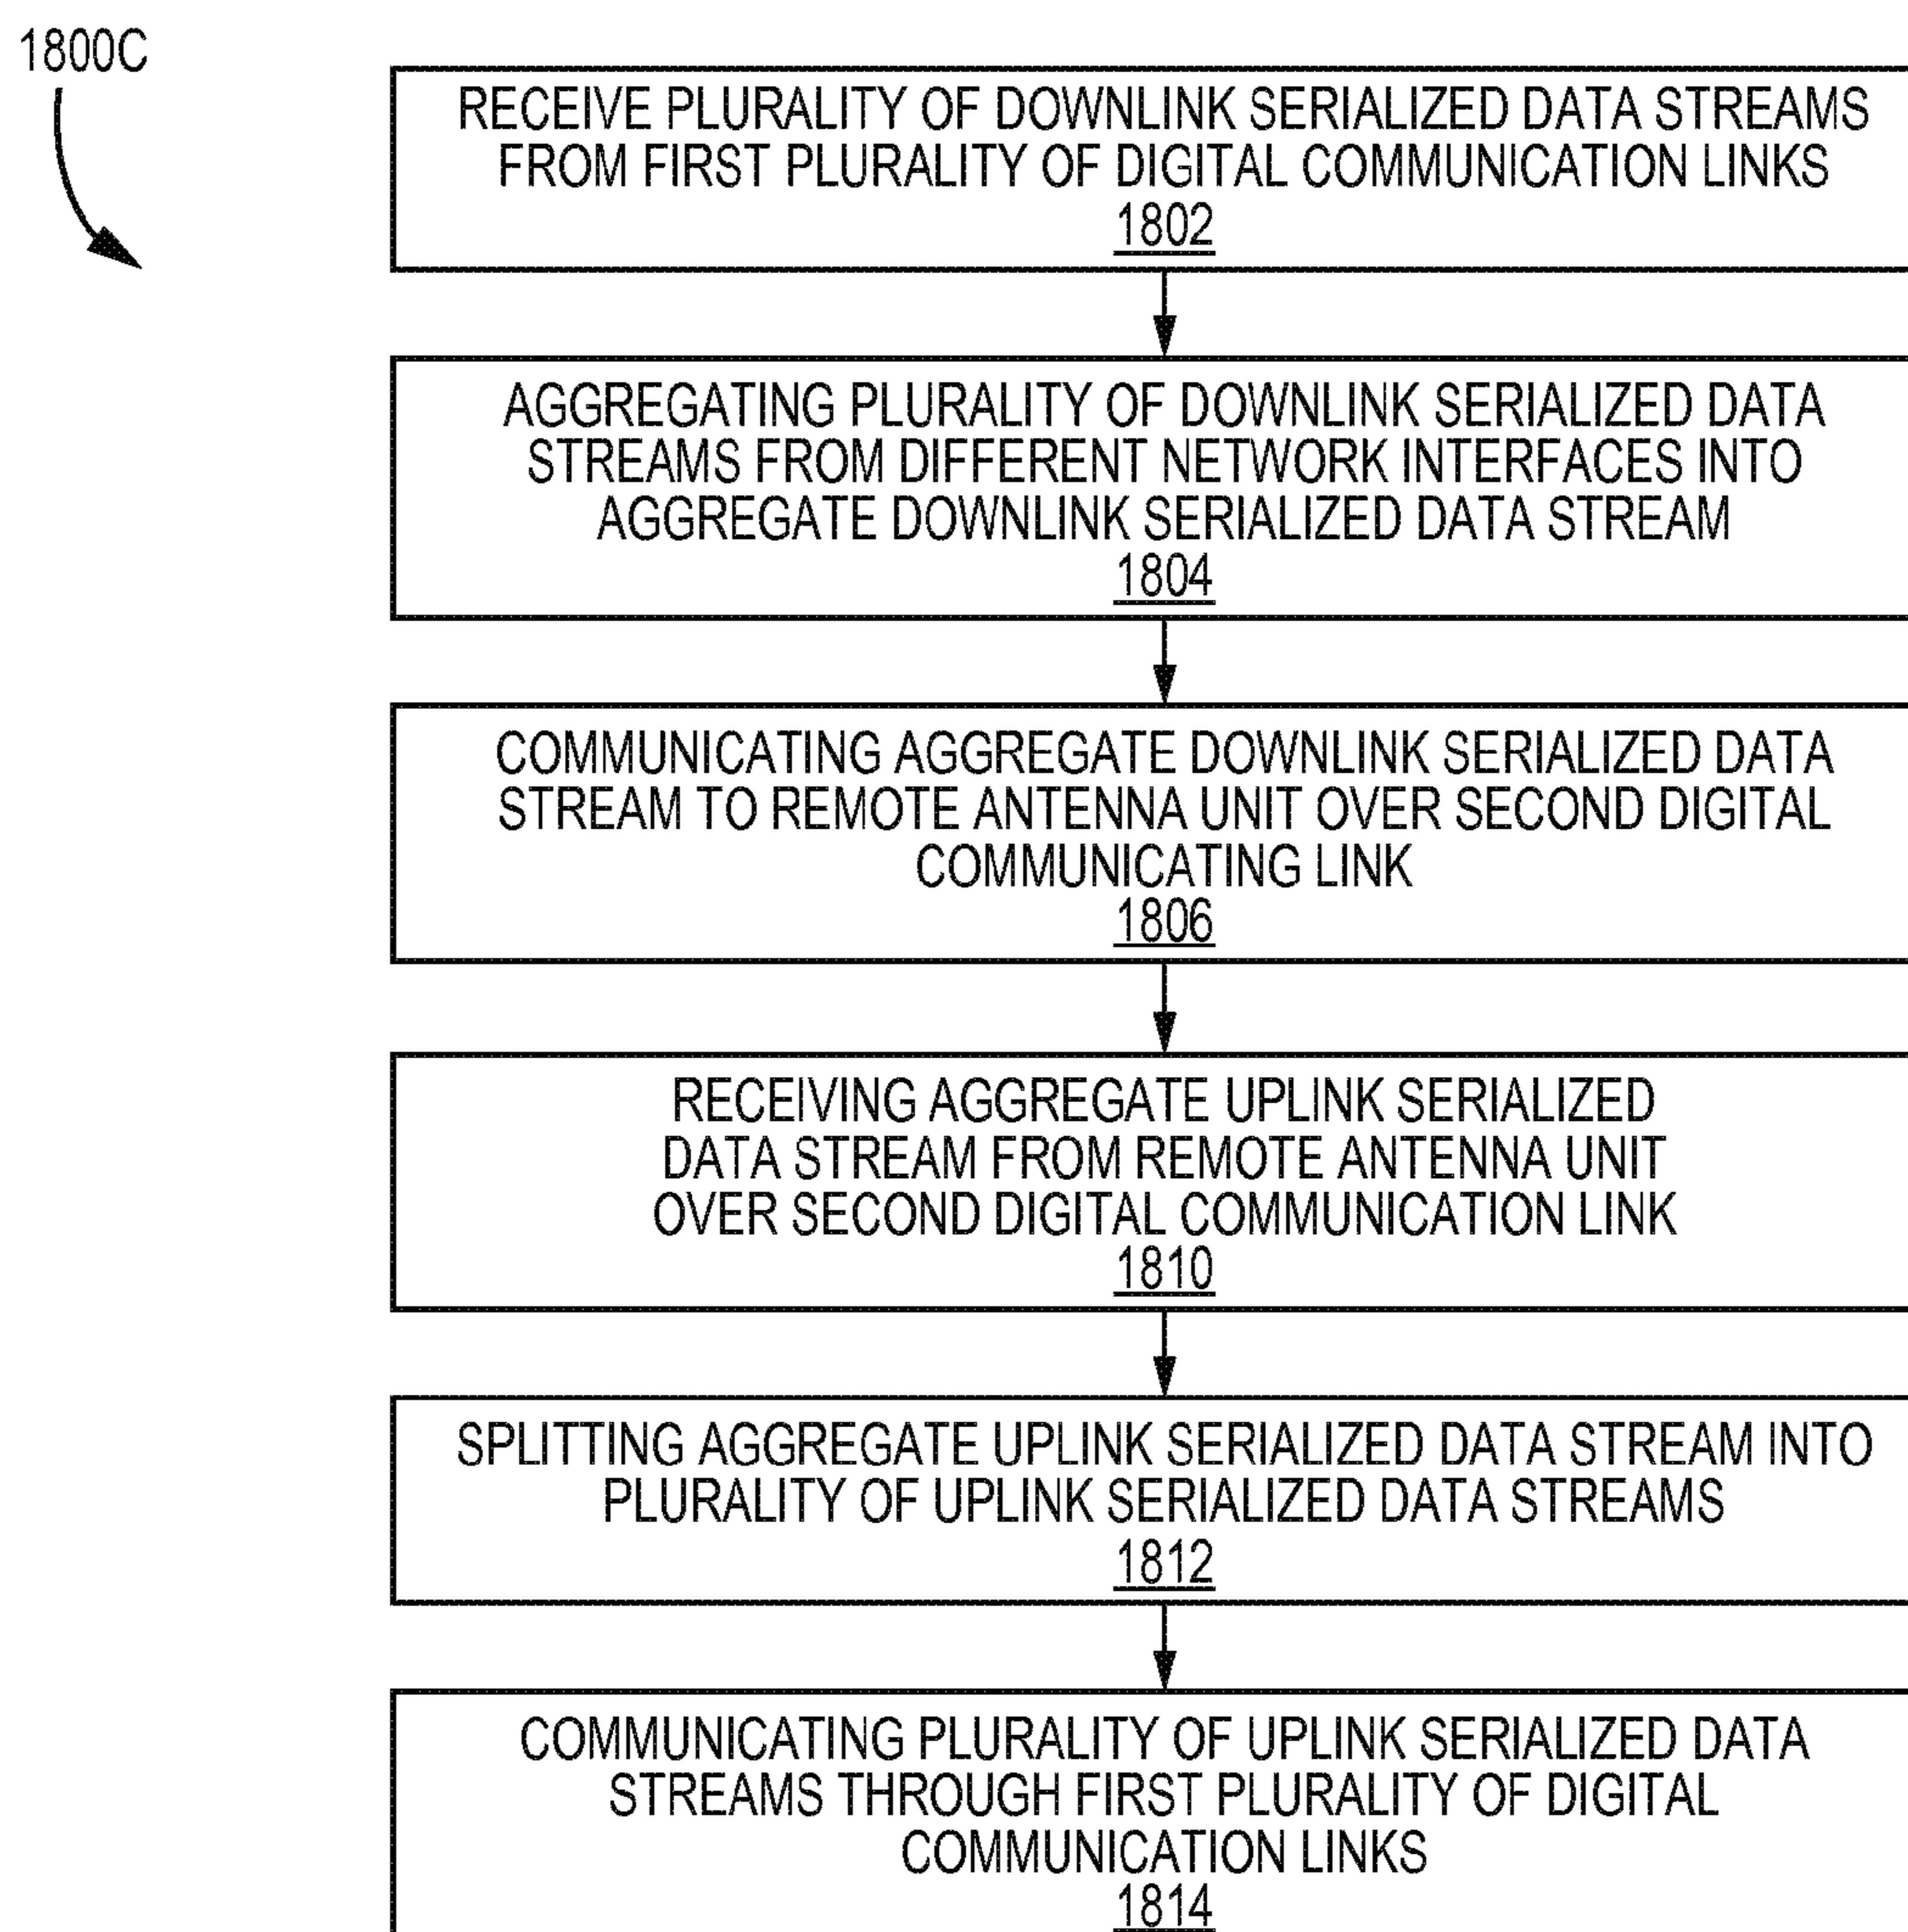 1800C
RECEIVE PLURALITY OF DOWNLINK SERIALIZED DATA STREAMS
FROM FIRST PLURALITY OF DIGITAL COMMUNICATION LINKS
1802
AGGREGATING PLURALITY OF DOWNLINK SERIALIZED DATA
STREAMS FROM DIFFERENT NETWORK INTERFACES INTO
AGGREGATE DOWNLINK SERIALIZED DATA STREAM
1804
COMMUNICATING AGGREGATE DOWNLINK SERIALIZED DATA
STREAM TO REMOTE ANTENNA UNIT OVER SECOND DIGITAL
COMMUNICATING LINK
1806
RECEIVING AGGREGATE UPLINK SERIALIZED
DATA STREAM FROM REMOTE ANTENNA UNIT
OVER SECOND DIGITAL COMMUNICATION LINK
1810
SPLITTING AGGREGATE UPLINK SERIALIZED DATA STREAM INTO
PLURALITY OF UPLINK SERIALIZED DATA STREAMS
1812
COMMUNICATING PLURALITY OF UPLINK SERIALIZED DATA
STREAMS THROUGH FIRST PLURALITY OF DIGITAL
COMMUNICATION LINKS
1814